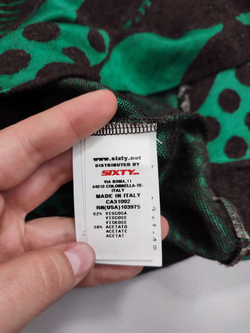 www.sixty.net
DISTRIBUTED BY
SIXTY
VIA ROMA, 11
64010 COLONNELLA-TE-
ITALY
MADE IN ITALY
CA31092
RN(USA)103975
62% VISCOSA
VISCOSE
VISKOSE
38% ACETATO
ACETATE
ACETAT